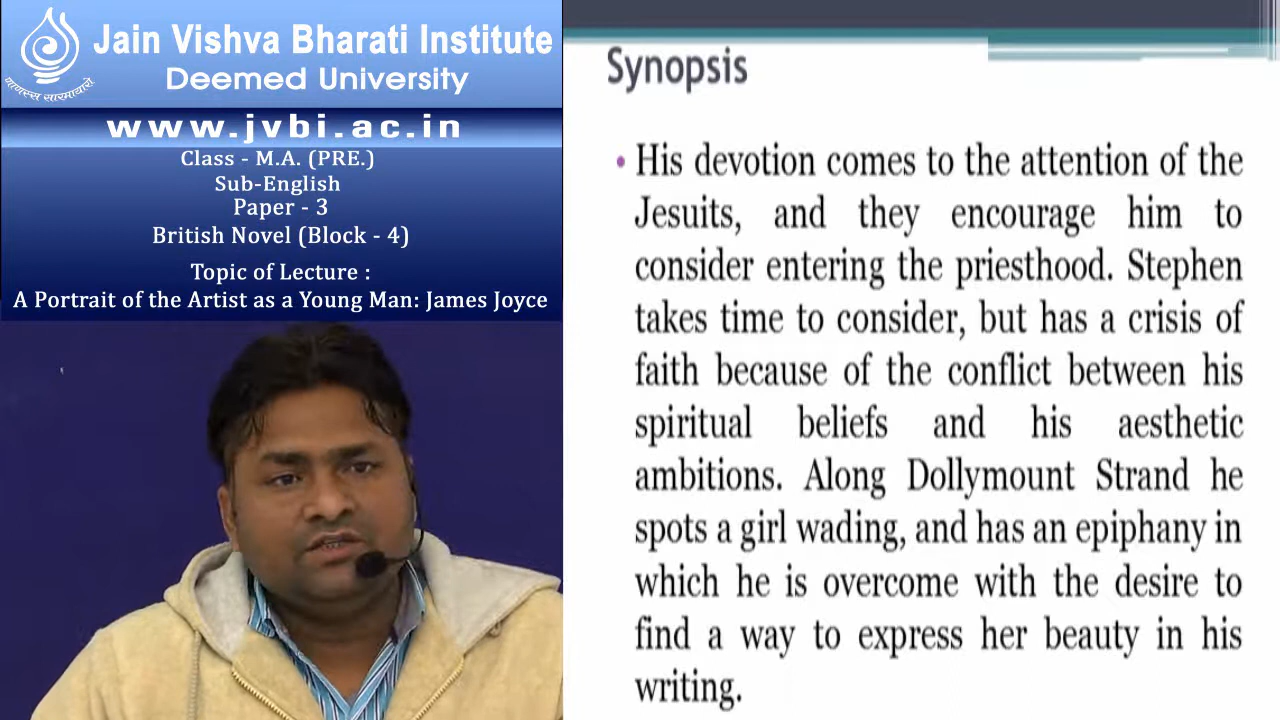 Jain Vishva Bharati Institute
Deemed University
णाणस्स सारमायारो
www.jvbi.ac.in
Class - M.A. (PRE.)
Sub-English
Paper - 3
British Novel (Block - 4)
Topic of Lecture :
A Portrait of the Artist as a Young Man: James Joyce
Synopsis
• His devotion comes to the attention of the
Jesuits, and they encourage him to
consider entering the priesthood. Stephen
takes time to consider, but has a crisis of
faith because of the conflict between his
spiritual beliefs and his aesthetic
ambitions. Along Dollymount Strand he
spots a girl wading, and has an epiphany in
which he is overcome with the desire to
find a way to express her beauty in his
writing.